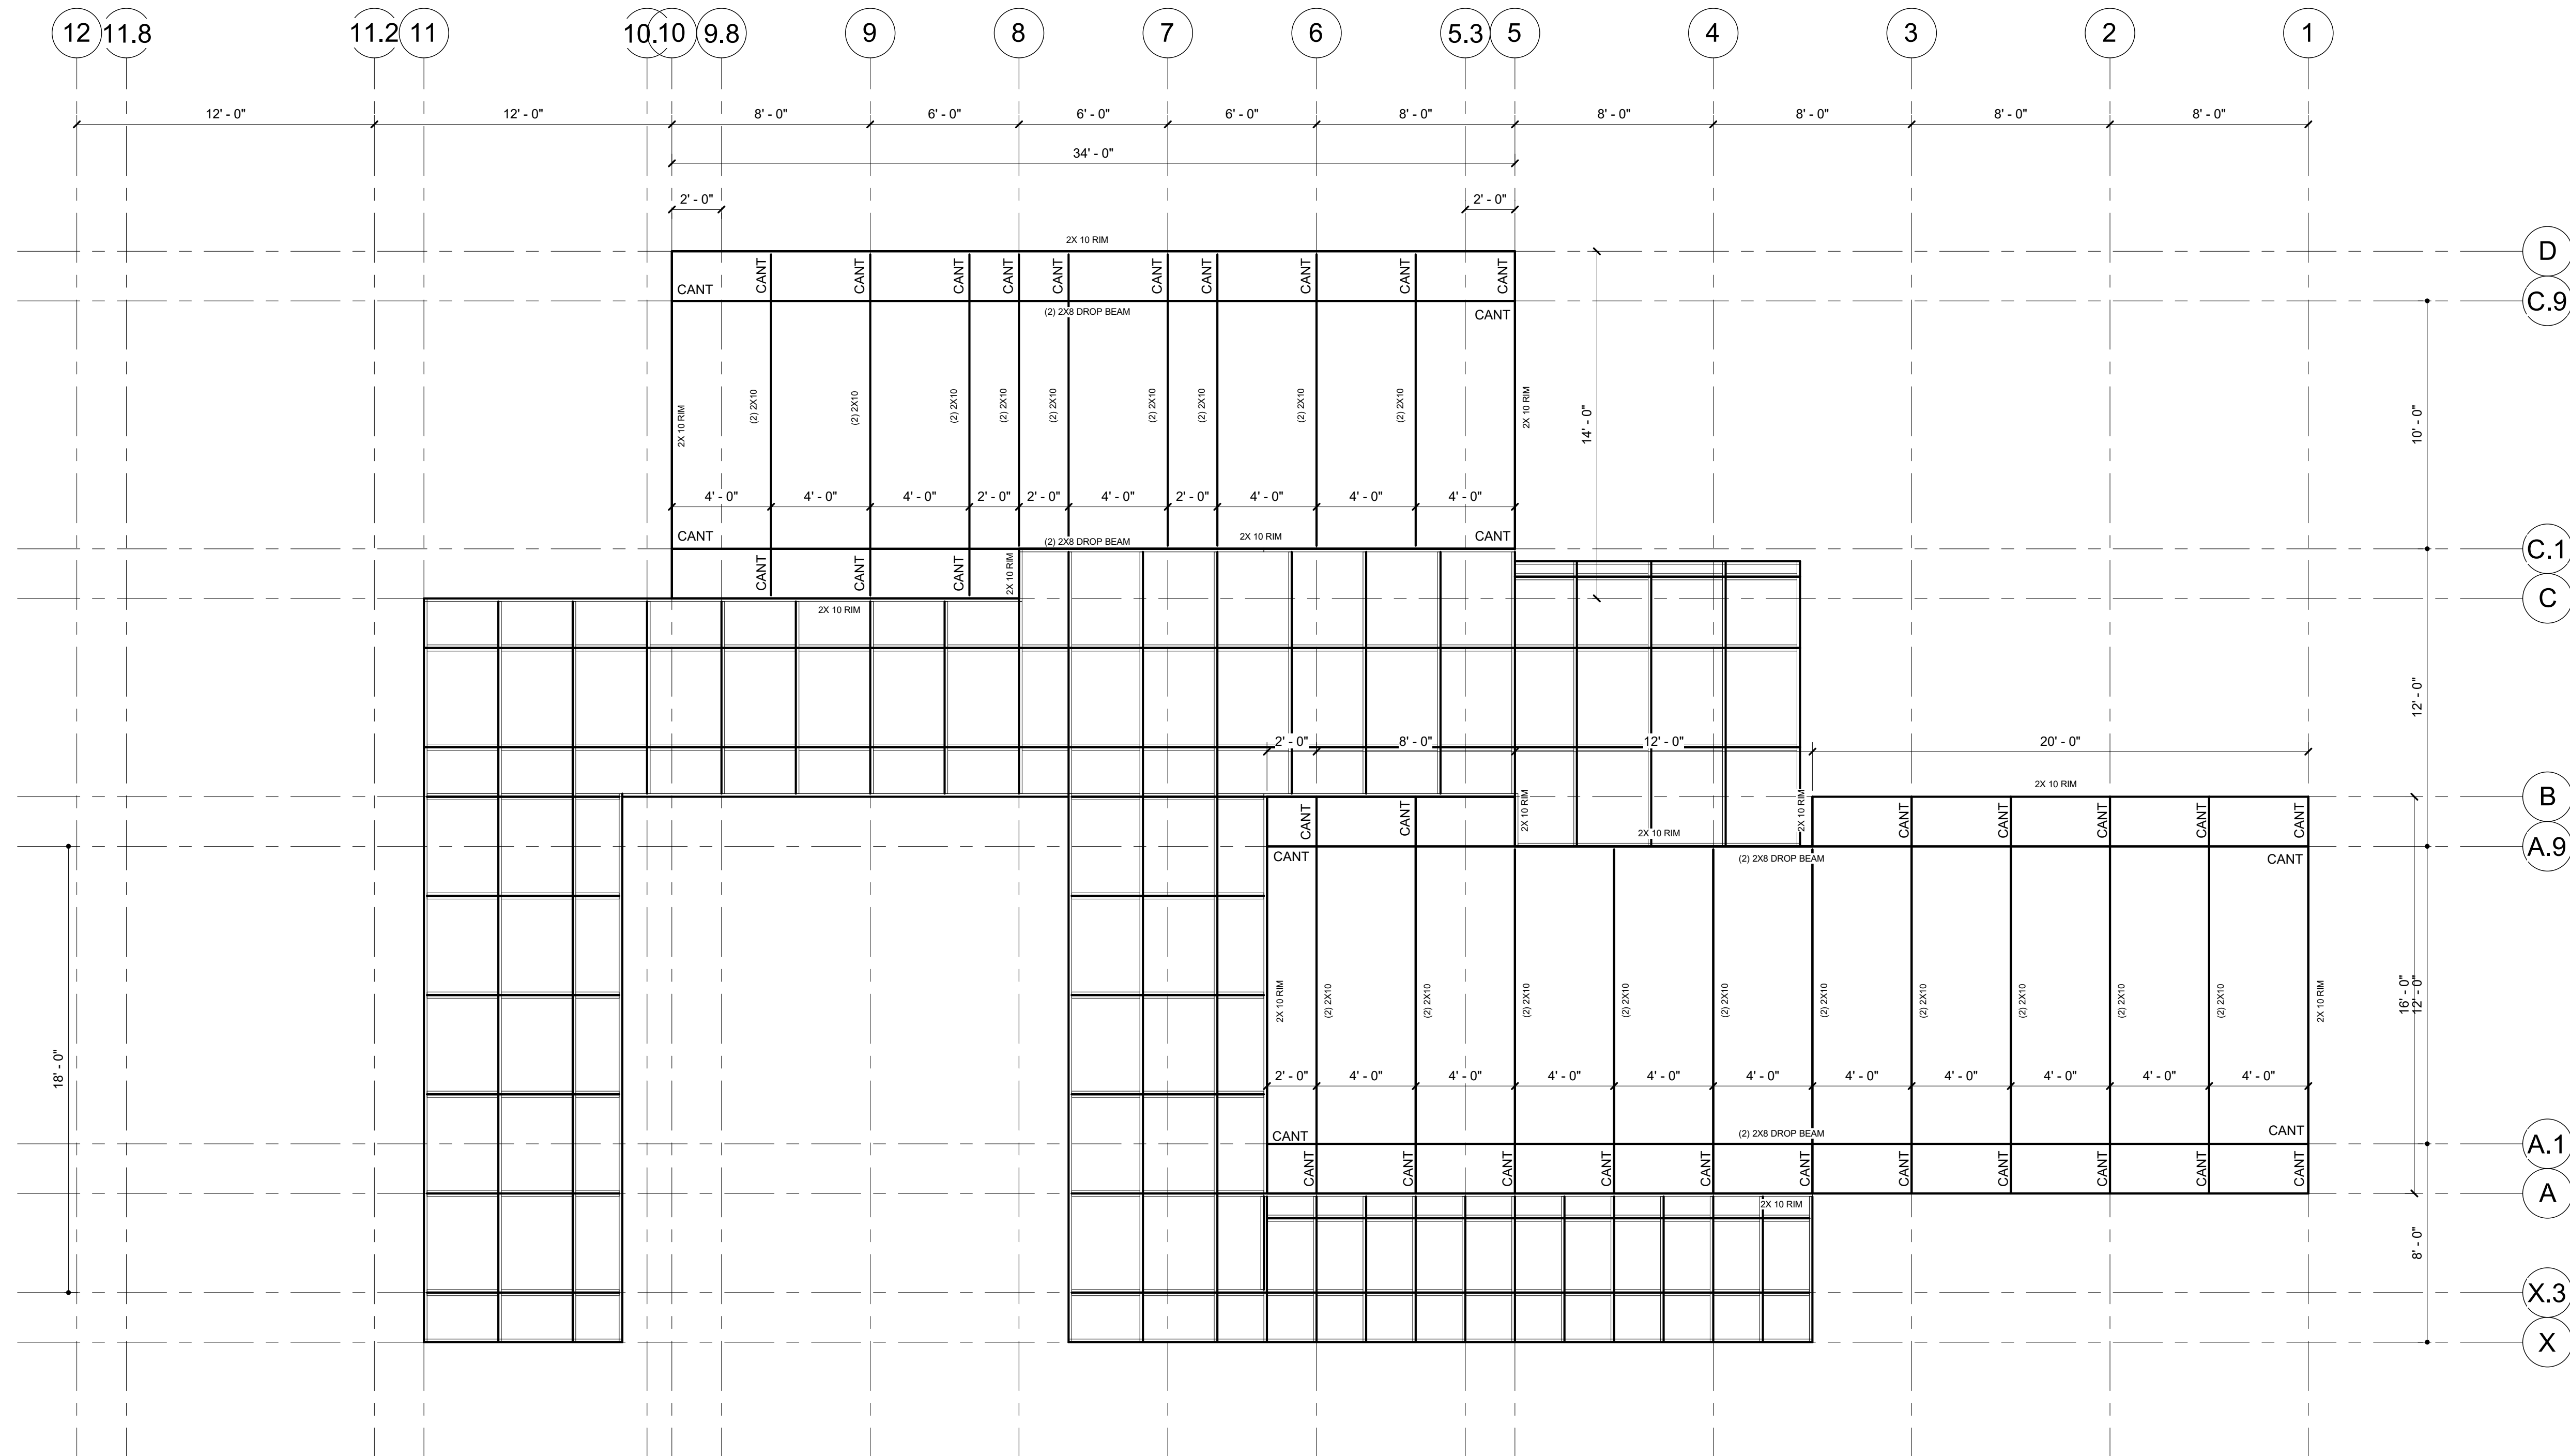 12
11.8
11.2
11
10.
10
9.8
9
8
7
6
5.3
5
4
3
2
1
12' - 0"
12' - 0"
8' - 0"
6' - 0"
6' - 0"
6' - 0"
8' - 0"
8' - 0"
8' - 0"
8' - 0"
8' - 0"
34' - 0"
2' - 0"
2' - 0"
2X 10 RIM
D
CANT
CANT
CANT
CANT
CANT
CANT
CANT
CANT
CANT
CANT
CANT
C.9
(2) 2X8 DROP BEAM
CANT
2X 10 RIM
(2) 2X10
(2) 2X10
(2) 2X10
(2) 2X10
(2) 2X10
(2) 2X10
(2) 2X10
(2) 2X10
(2) 2X10
2X 10 RIM
14' - 0"
10' - 0"
4' - 0"
4' - 0"
4' - 0"
2' - 0"
2' - 0"
4' - 0"
2' - 0"
4' - 0"
4' - 0"
4' - 0"
CANT
(2) 2X8 DROP BEAM
2X 10 RIM
CANT
C.1
CANT
CANT
CANT
2X 10 RIM
C
2X 10 RIM
12' - 0"
2' - 0"
8' - 0"
12' - 0"
20' - 0"
2X 10 RIM
B
CANT
CANT
2X 10 RIM
2X 10 RIM
2X 10 RIM
CANT
CANT
CANT
CANT
CANT
A.9
CANT
(2) 2X8 DROP BEAM
CANT
2X 10 RIM
(2) 2X10
(2) 2X10
(2) 2X10
(2) 2X10
(2) 2X10
(2) 2X10
(2) 2X10
(2) 2X10
(2) 2X10
(2) 2X10
2X 10 RIM
16' - 0"
12' - 0"
18' - 0"
2' - 0"
4' - 0"
4' - 0"
4' - 0"
4' - 0"
4' - 0"
4' - 0"
4' - 0"
4' - 0"
4' - 0"
4' - 0"
CANT
(2) 2X8 DROP BEAM
CANT
A.1
CANT
CANT
CANT
CANT
CANT
CANT
CANT
CANT
CANT
CANT
CANT
A
2X 10 RIM
8' - 0"
X.3
X